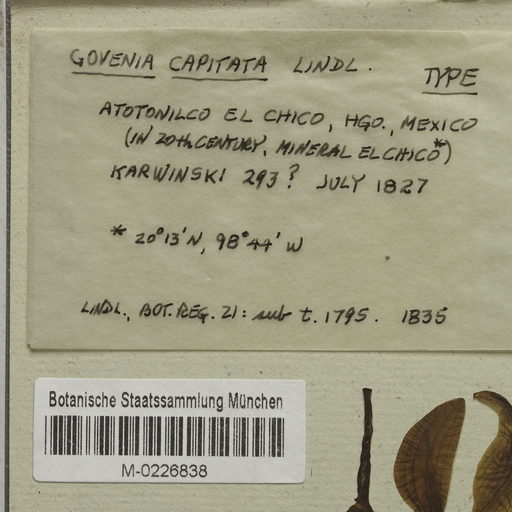 GOVENIA CAPITATA LINDL.
TYPE
ATOTONILCO EL CHICO, HGO., MEXICO
(IN 20th CENTURY, MINERAL EL CHICO*)
KARWINSKI 293? JULY 1827
* 20°13'N, 98°44'W
LINDL., BOT. REG. 21: sub t. 1795. 1835
Botanische Staatssammlung München
M-0226838